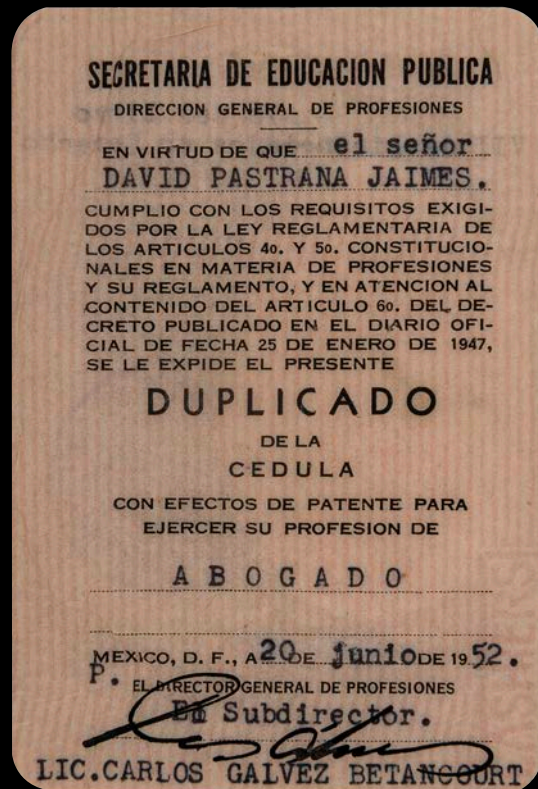 SECRETARIA DE EDUCACION PUBLICA
DIRECCION GENERAL DE PROFESIONES
EN VIRTUD DE QUE el señor
DAVID PASTRANA JAIMES.
CUMPLIO CON LOS REQUISITOS EXIGI-
DOS POR LA LEY REGLAMENTARIA DE
LOS ARTICULOS 4o. Y 5o. CONSTITUCIO-
NALES EN MATERIA DE PROFESIONES
Y SU REGLAMENTO, Y EN ATENCION AL
CONTENIDO DEL ARTICULO 6o. DEL DE-
CRETO PUBLICADO EN EL DIARIO OFI-
CIAL DE FECHA 25 DE ENERO DE 1947,
SE LE EXPIDE EL PRESENTE
DUPLICADO
DE LA
CEDULA
CON EFECTOS DE PATENTE PARA
EJERCER SU PROFESION DE
ABOGADO
MEXICO, D. F., A 20 DE junio DE 1952.
P. EL DIRECTOR GENERAL DE PROFESIONES
El Subdirector.
LIC.CARLOS GALVEZ BETANCOURT